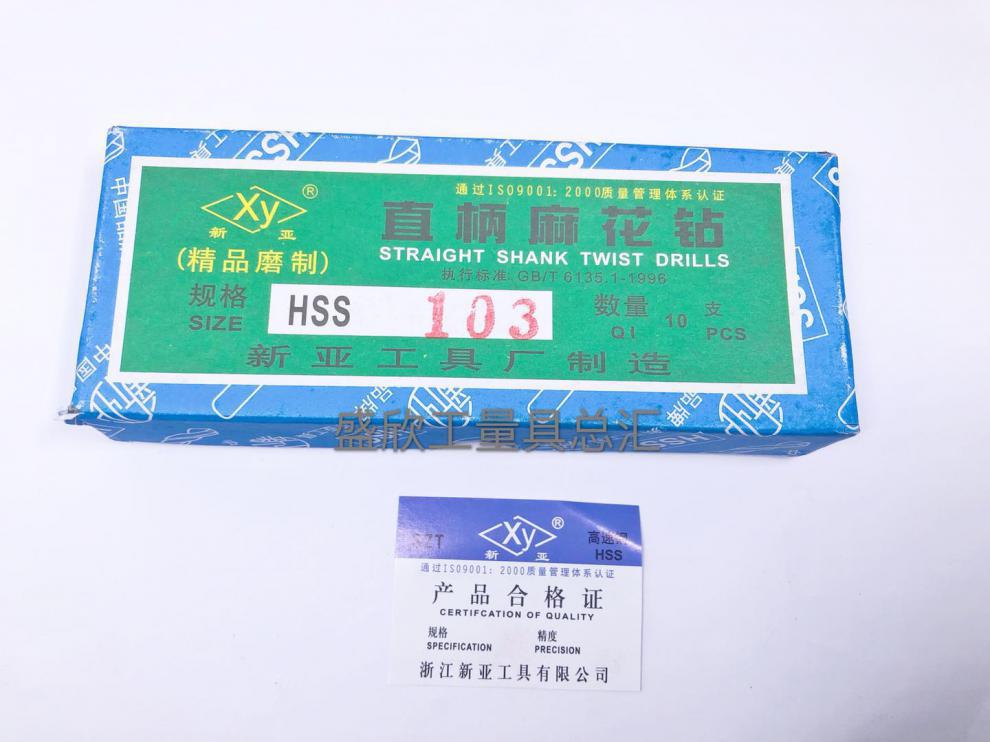 Xy®
新亚
(精品磨制)
通过ISO9001: 2000质量管理体系认证
直柄麻花钻
STRAIGHT SHANK TWIST DRILLS
执行标准 GB/T 6135.1-1996
规格
SIZE
HSS 103
数量 10 支
QI PCS
新亚工具厂制造
盛欣工量具总汇
SZT
Xy®
新亚
高速钢
HSS
通过ISO9001: 2000质量管理体系认证
产品合格证
CERTIFCATION OF QUALITY
规格 精度
SPECIFICATION PRECISION
浙江新亚工具有限公司